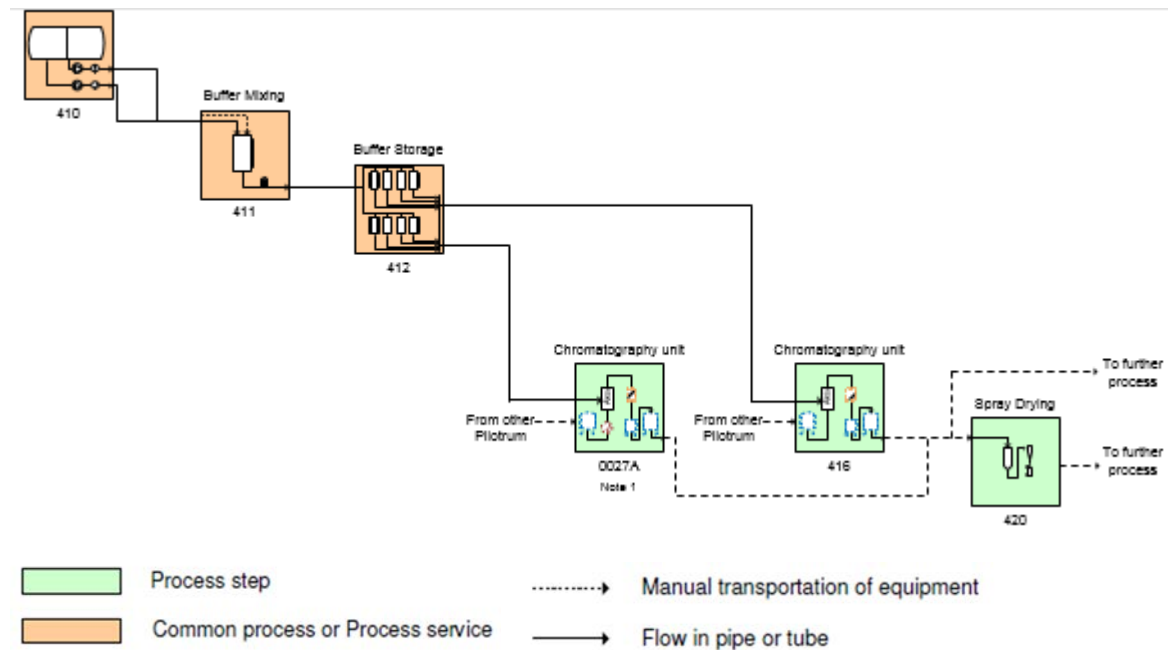 410
Buffer Mixing
411
Buffer Storage
412
Chromatography unit
From other
Pilotrum
0027A
Note 1
Chromatography unit
From other
Pilotrum
416
To further
process
Spray Drying
To further
process
420
Process step
Manual transportation of equipment
Common process or Process service
Flow in pipe or tube